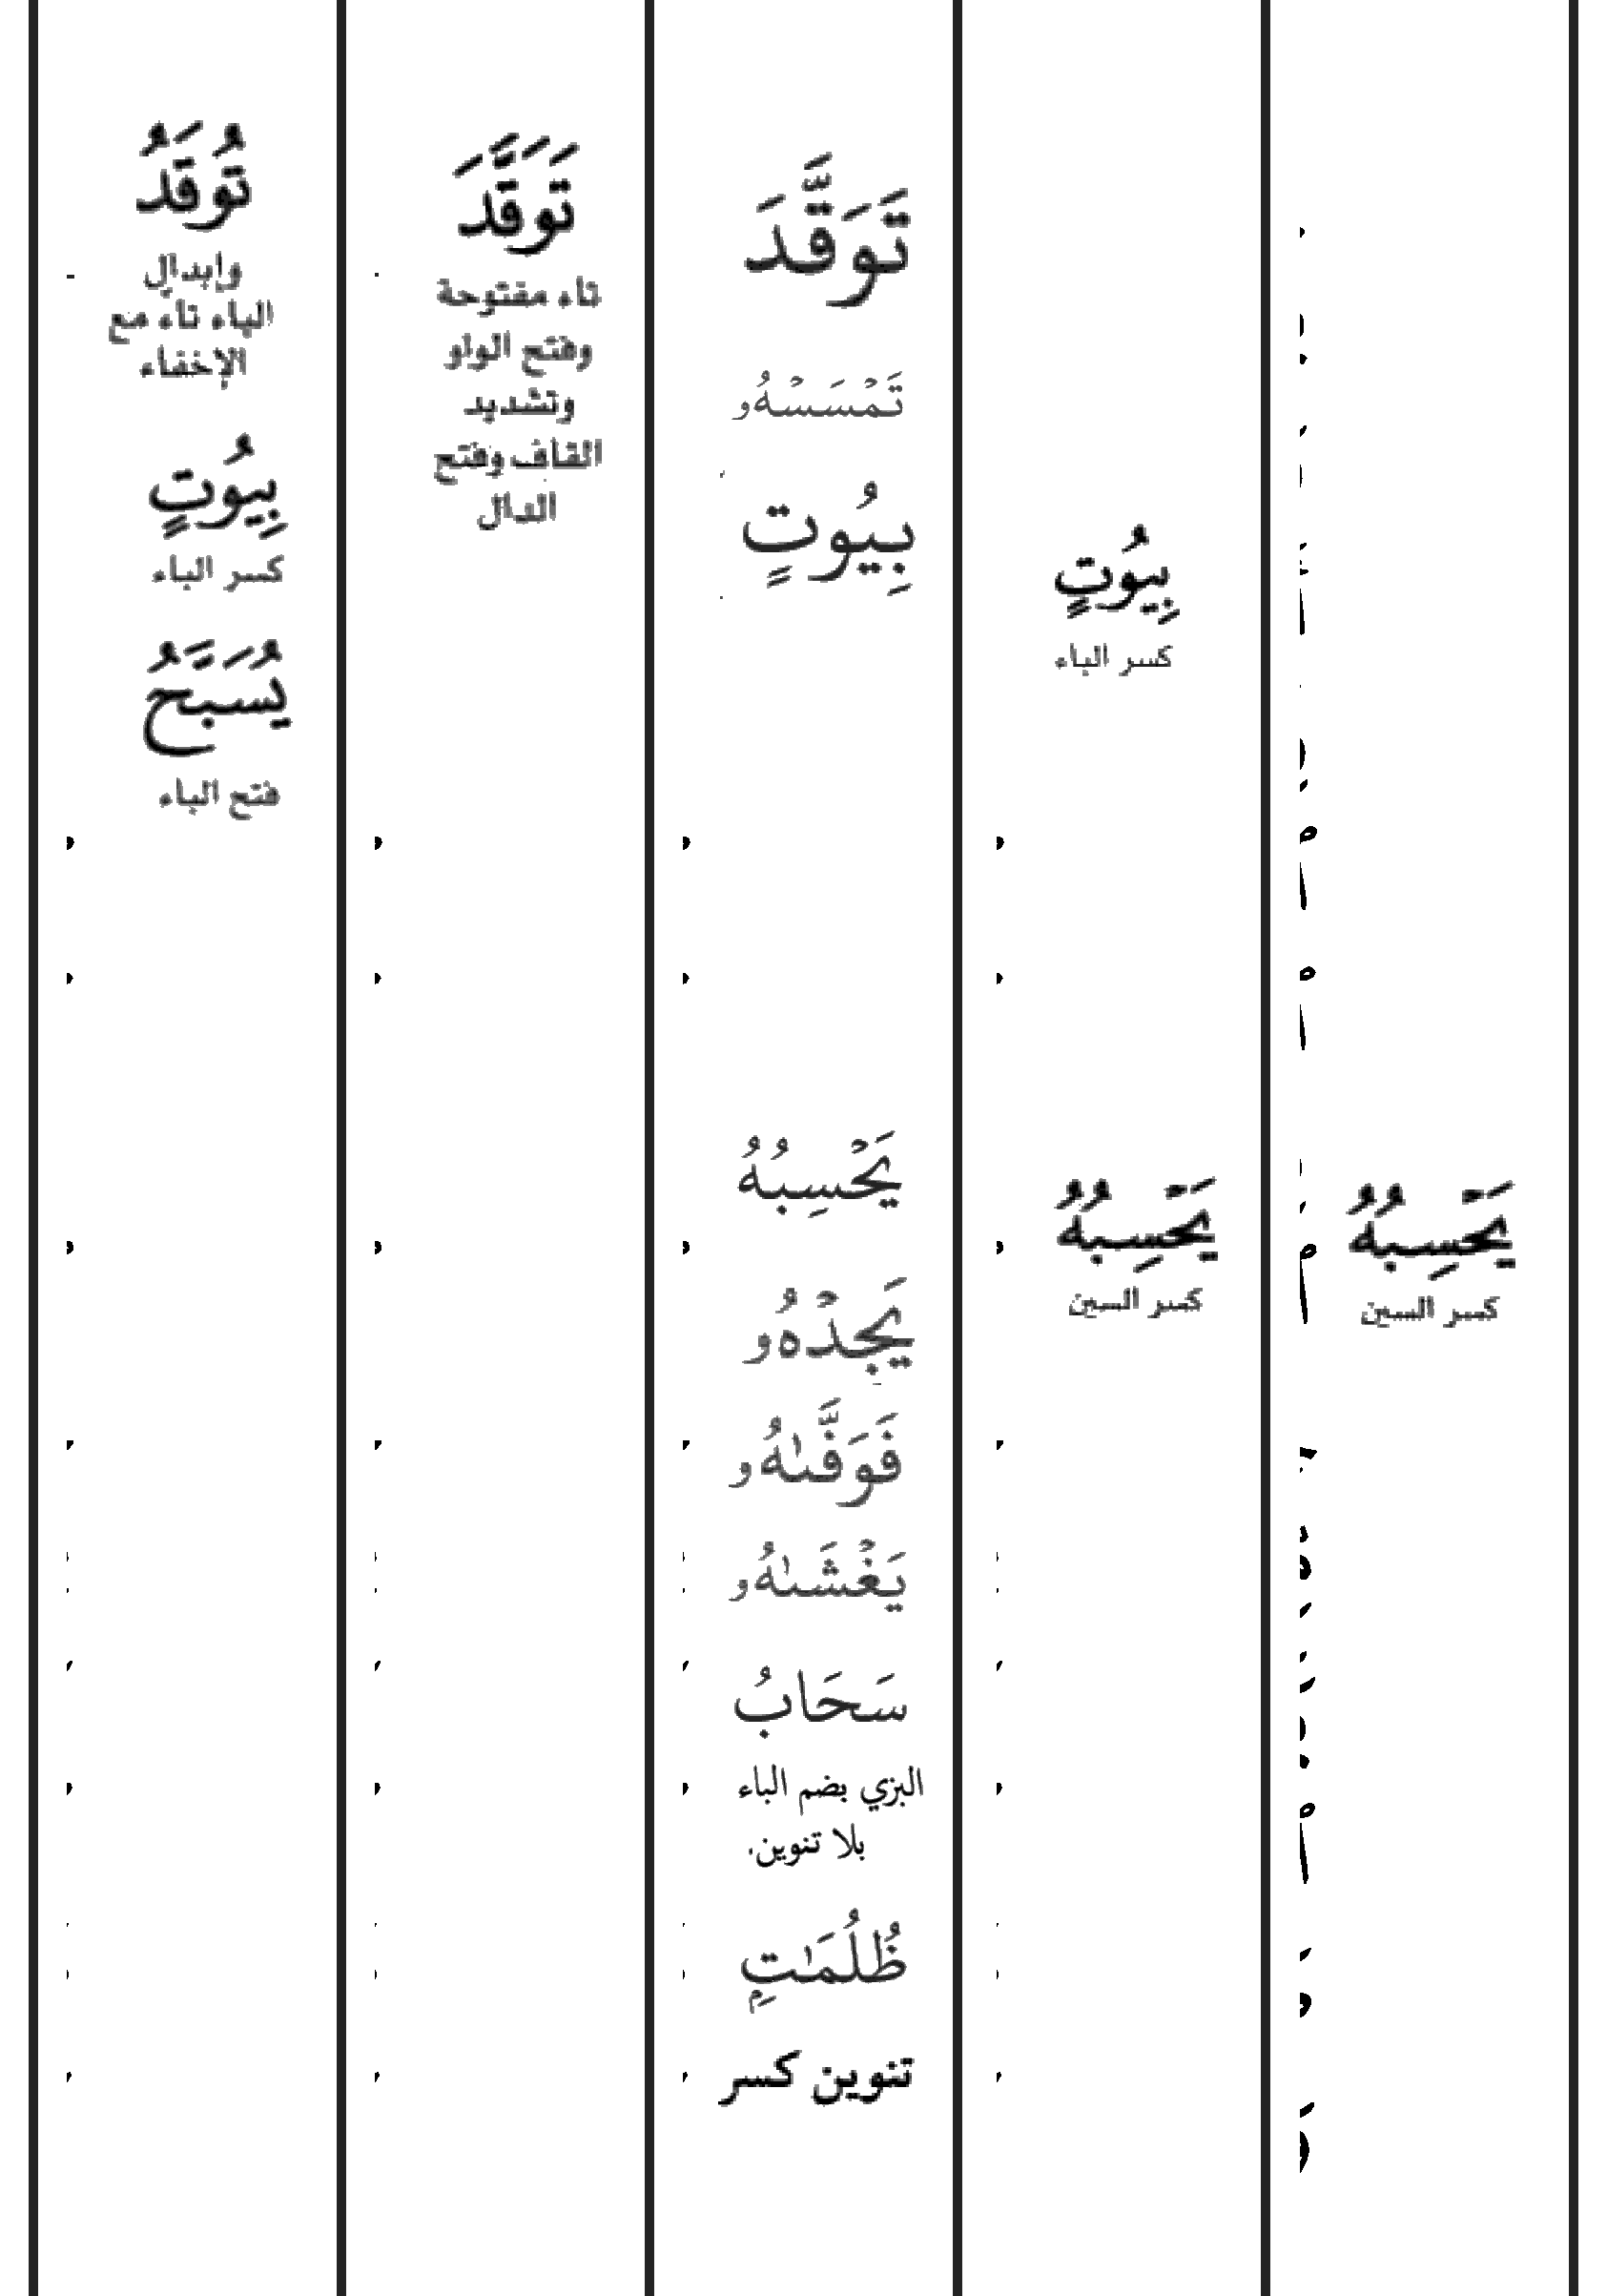 يَحْسِبُهُ
كسر السين
بِيُوتٍ
كسر الباء
يَحْسِبُهُ
كسر السين
تَوَقَّدَ
تَمْسَسْهُۥ
بِيُوتٍ
يَحْسِبُهُ
يَجِدْهُۥ
فَوَفَّىٰهُۥ
يَغْشَىٰهُۥ
سَحَابُ
البزي بضم الباء
بلا تنوين.
ظُلُمَٰتٍ
تنوين كسر
تَوَقَّدَ
تاء مفتوحة
وفتح الواو
وتشديد
القاف وفتح
الدال
تُوقَدُ
وإبدال
الياء تاء مع
الإخفاء
بِيُوتٍ
كسر الباء
يُسَبَّحُ
فتح الباء